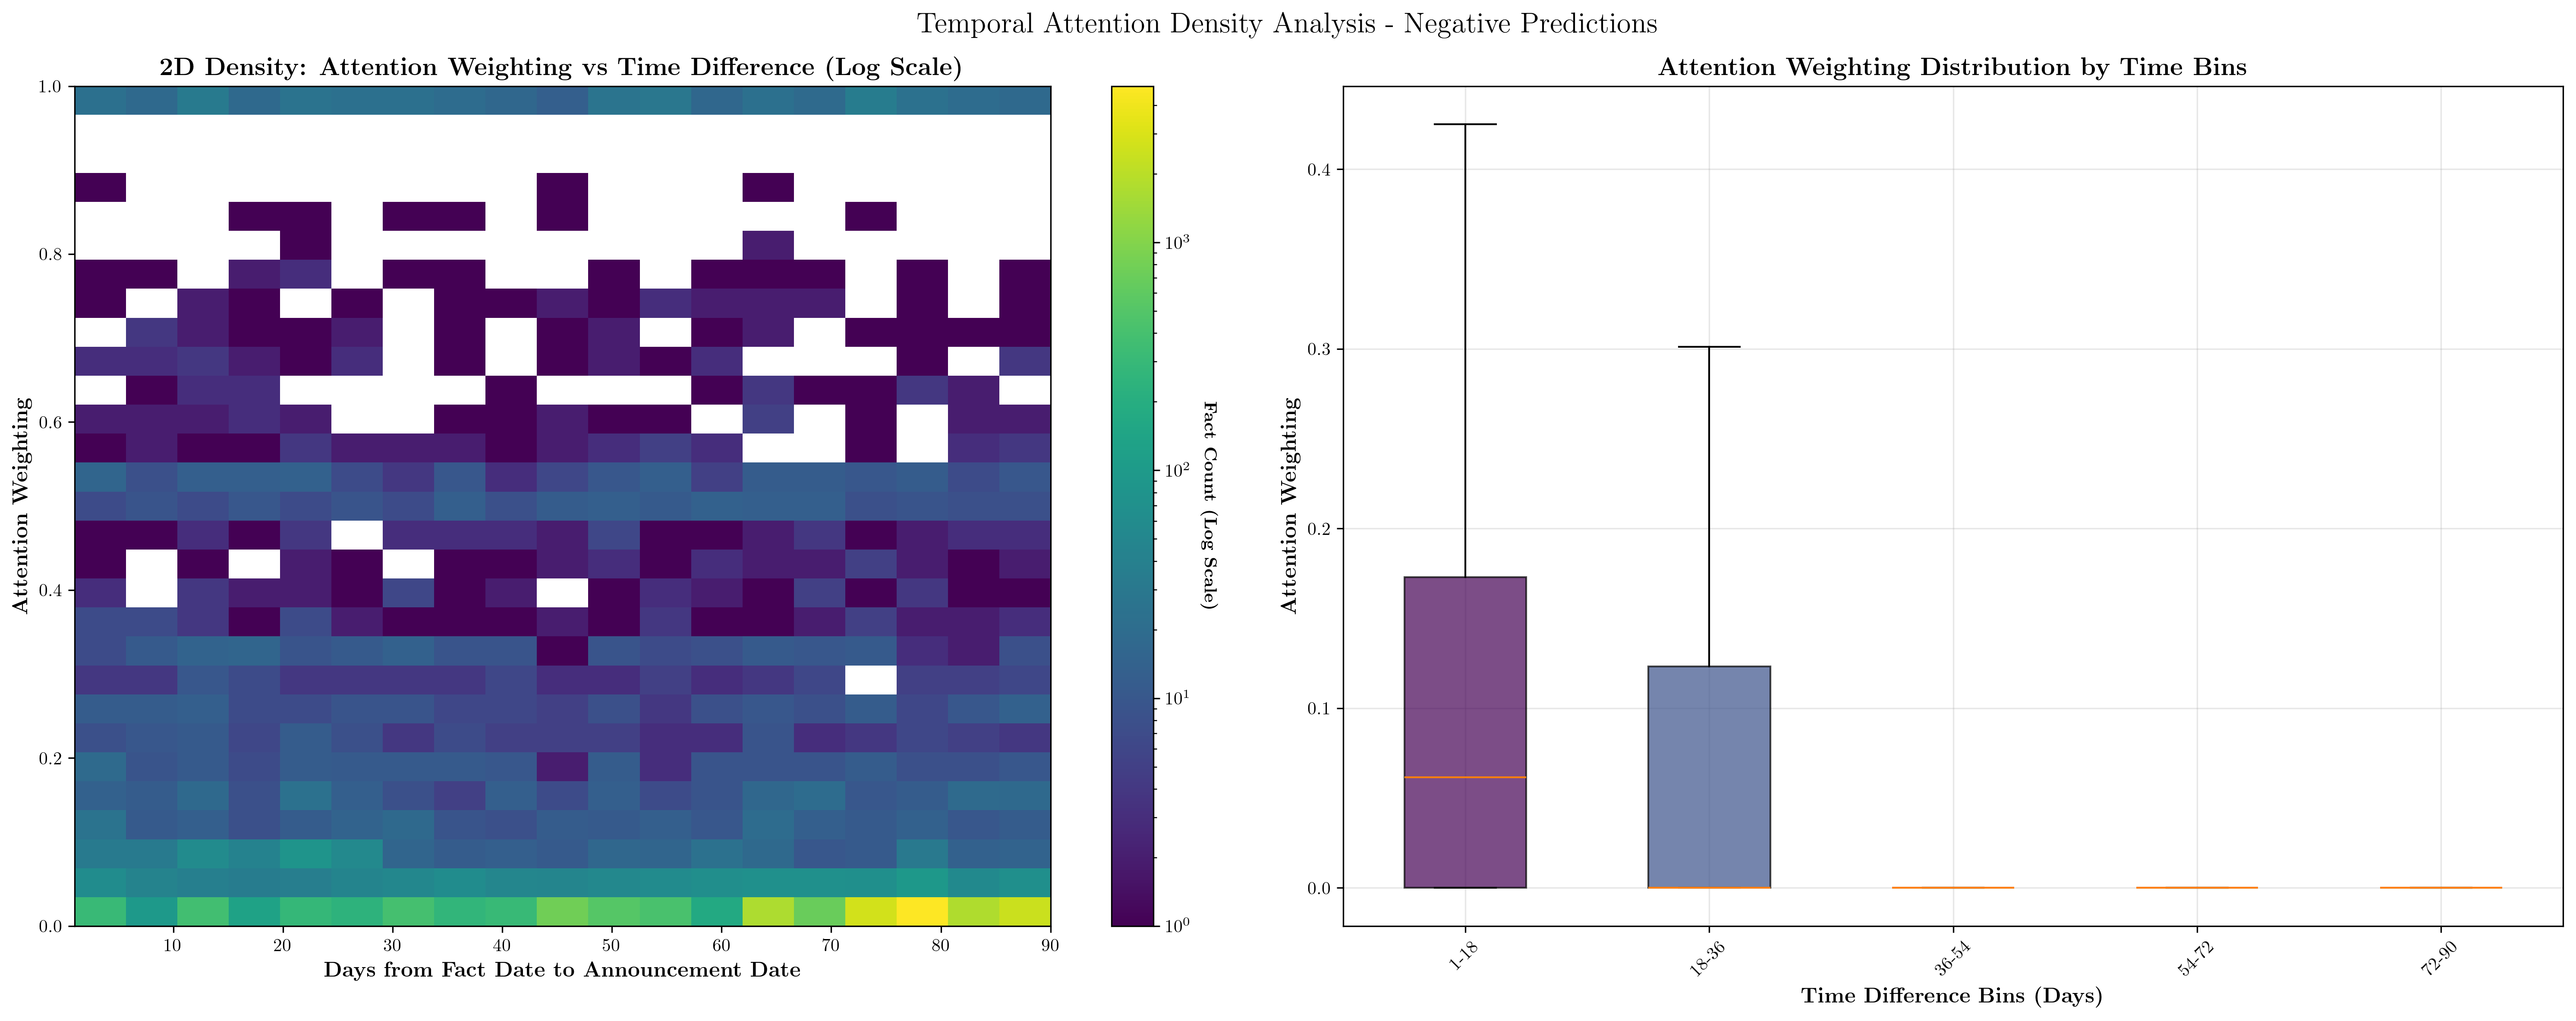 Temporal Attention Density Analysis - Negative Predictions
2D Density: Attention Weighting vs Time Difference (Log Scale)
1.0
0.8
0.6
0.4
0.2
0.0
Attention Weighting
10 20 30 40 50 60 70 80 90
Days from Fact Date to Announcement Date
10³
10²
10¹
10⁰
Fact Count (Log Scale)
Attention Weighting Distribution by Time Bins
0.4
0.3
0.2
0.1
0.0
Attention Weighting
1-18 18-36 36-54 54-72 72-90
Time Difference Bins (Days)